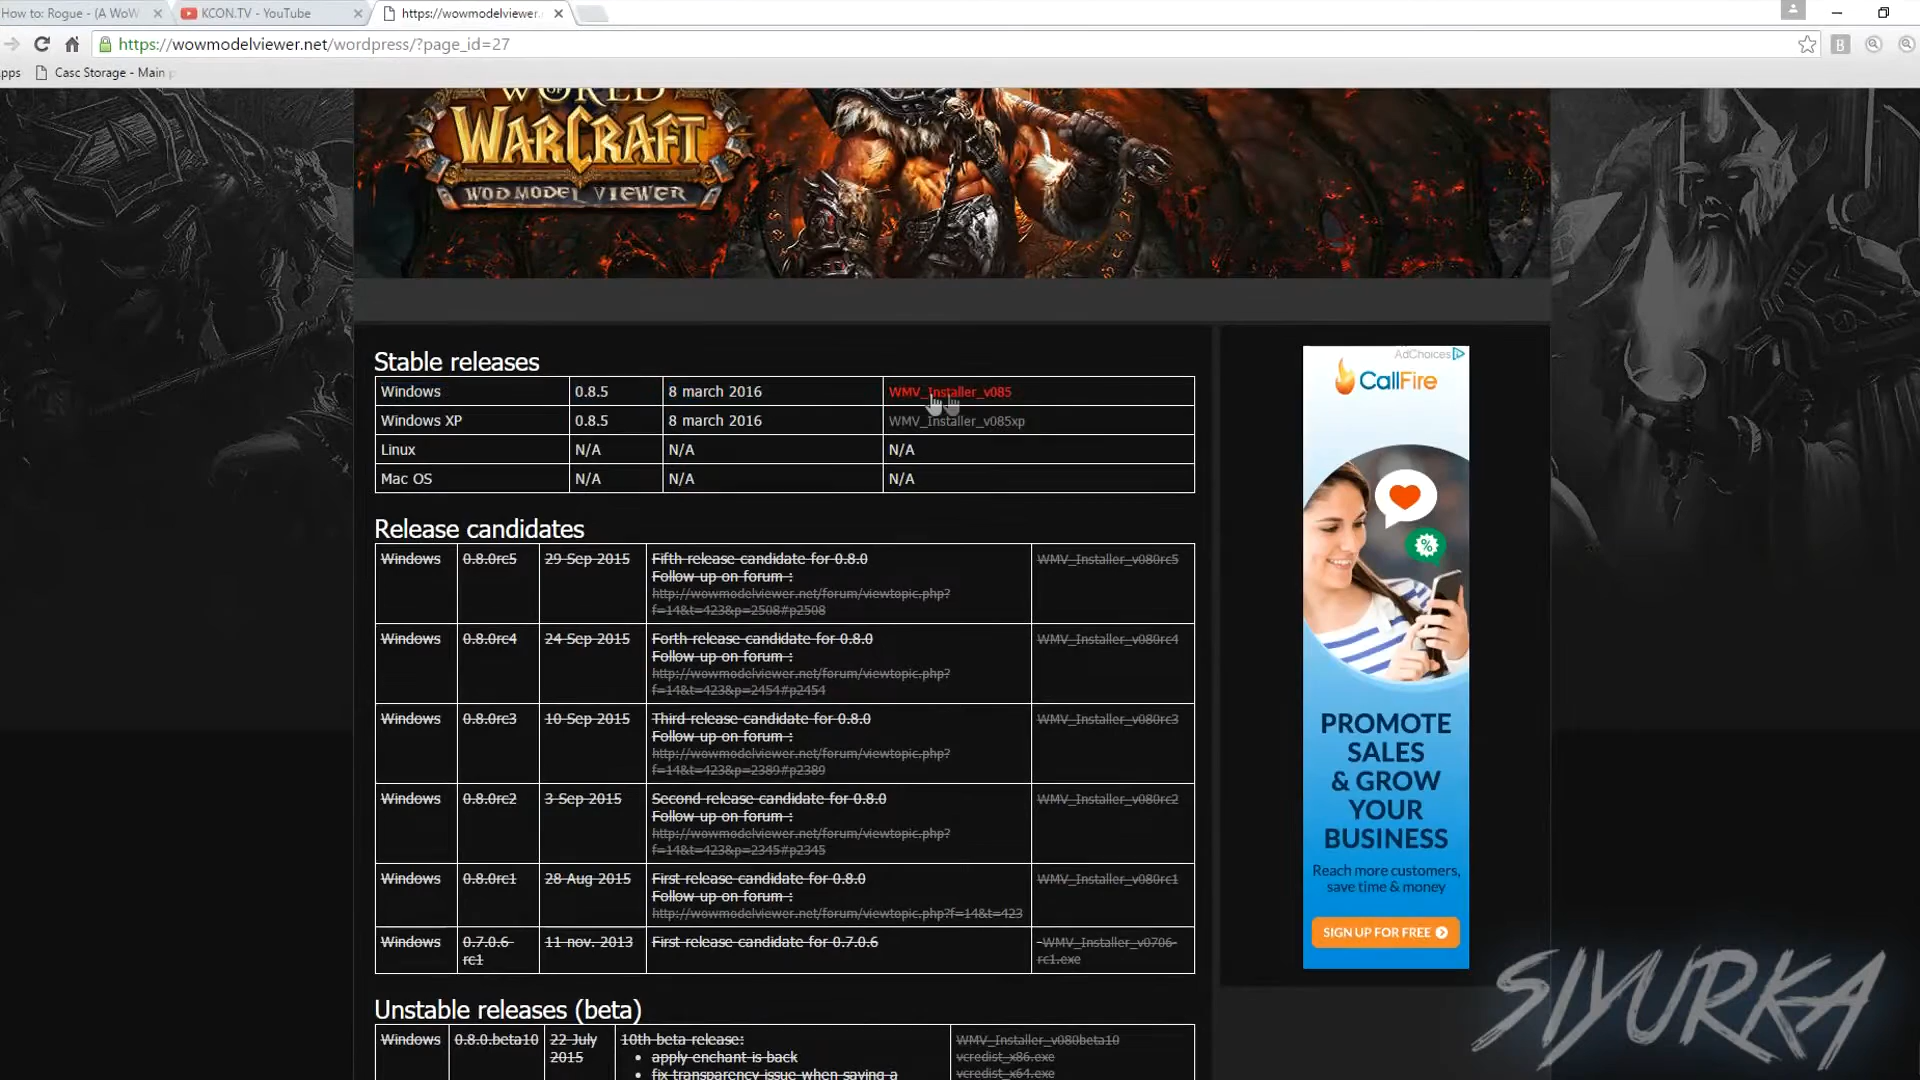 How to: Rogue - (A WoW
KCON.TV - YouTube
https://wowmodelviewer.
https://wowmodelviewer.net/wordpress/?page_id=27
pps
Casc Storage - Main p
WORLD
OF
WARCRAFT
WOD MODEL VIEWER
Stable releases
Windows 0.8.5 8 march 2016 WMV_Installer_v085
Windows XP 0.8.5 8 march 2016 WMV_Installer_v085xp
Linux N/A N/A N/A
Mac OS N/A N/A N/A
Release candidates
Windows 0.8.0rc5 29 Sep 2015 Fifth release candidate for 0.8.0 WMV_Installer_v080rc5
Follow up on forum :
http://wowmodelviewer.net/forum/viewtopic.php?
f=14&t=423&p=2508#p2508
Windows 0.8.0rc4 24 Sep 2015 Forth release candidate for 0.8.0 WMV_Installer_v080rc4
Follow up on forum :
http://wowmodelviewer.net/forum/viewtopic.php?
f=14&t=423&p=2454#p2454
Windows 0.8.0rc3 10 Sep 2015 Third release candidate for 0.8.0 WMV_Installer_v080rc3
Follow up on forum :
http://wowmodelviewer.net/forum/viewtopic.php?
f=14&t=423&p=2389#p2389
Windows 0.8.0rc2 3 Sep 2015 Second release candidate for 0.8.0 WMV_Installer_v080rc2
Follow up on forum :
http://wowmodelviewer.net/forum/viewtopic.php?
f=14&t=423&p=2345#p2345
Windows 0.8.0rc1 28 Aug 2015 First release candidate for 0.8.0 WMV_Installer_v080rc1
Follow up on forum :
http://wowmodelviewer.net/forum/viewtopic.php?f=14&t=423
Windows 0.7.0.6- 11 nov. 2013 First release candidate for 0.7.0.6 WMV_Installer_v0706-
rc1 rc1.exe
Unstable releases (beta)
Windows 0.8.0.beta10 22 July 10th beta release: WMV_Installer_v080beta10
2015 apply enchant is back vcredist_x86.exe
fix transparency issue when saving a vcredist_x64.exe
AdChoices
CallFire
PROMOTE
SALES
& GROW
YOUR
BUSINESS
Reach more customers,
save time & money
SIGN UP FOR FREE
SIYURKA